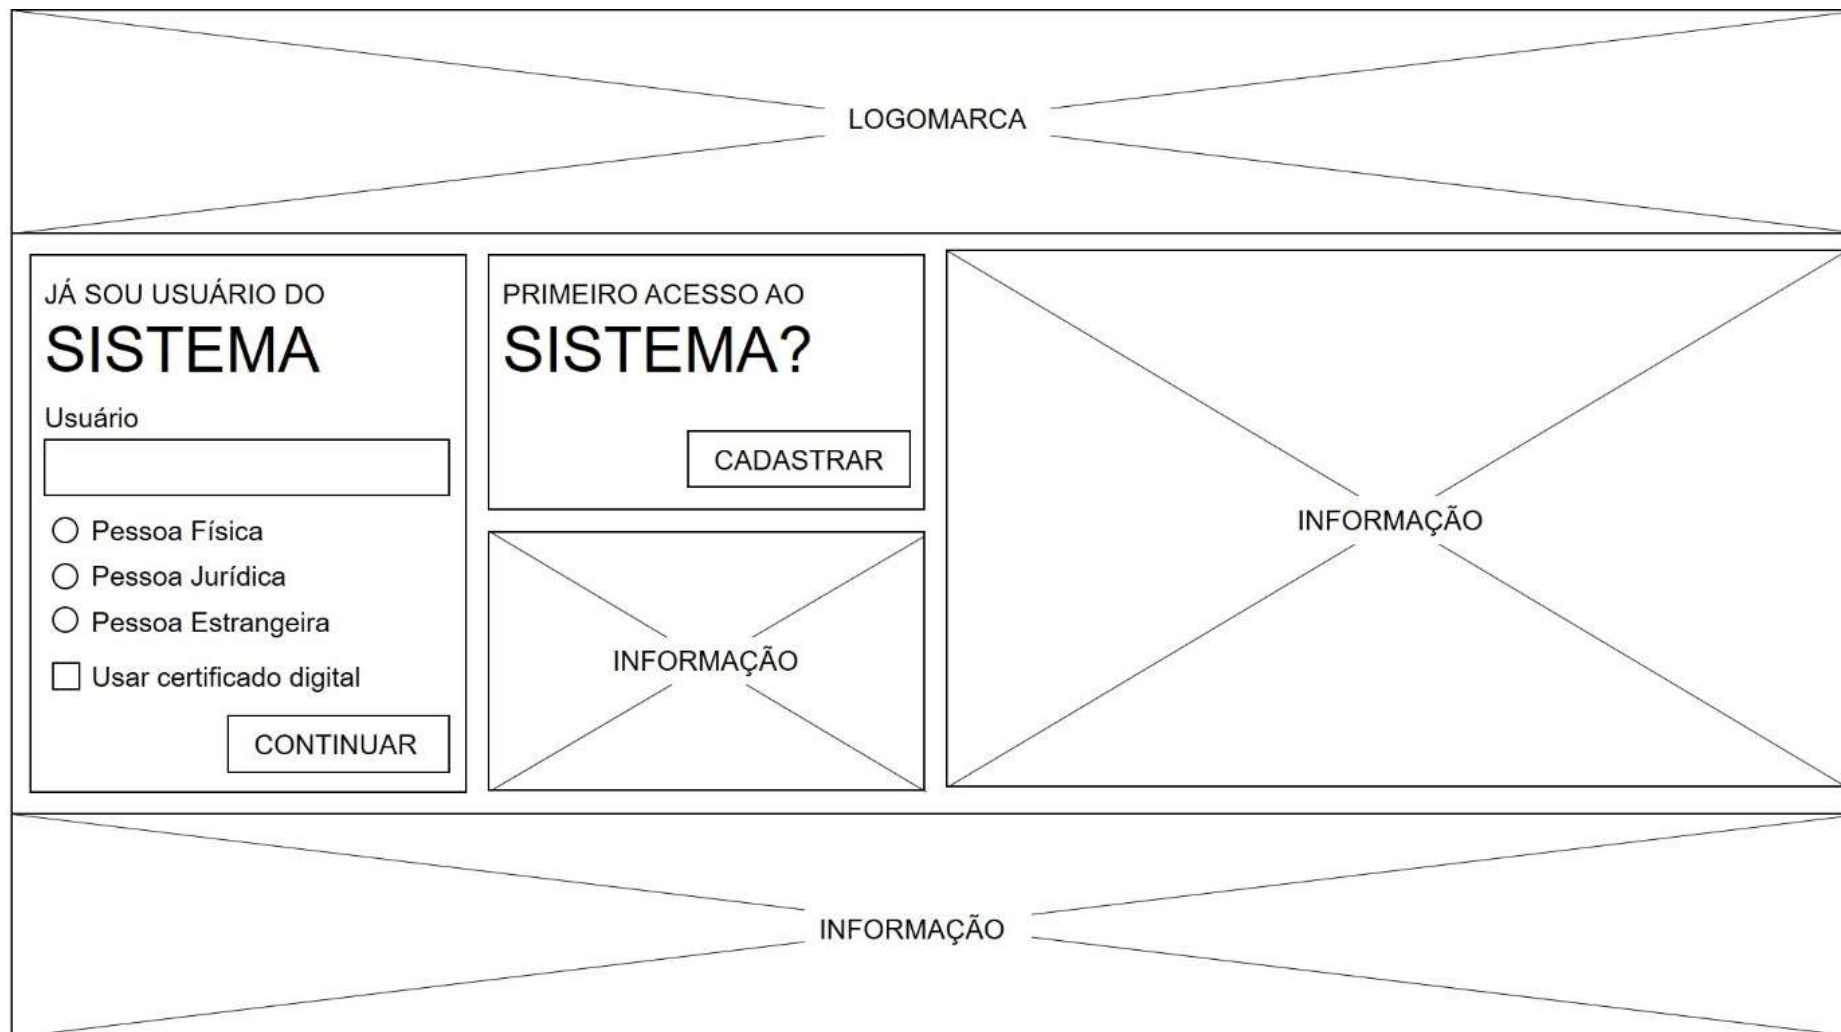 LOGOMARCA
JÁ SOU USUÁRIO DO
SISTEMA
Usuário
Pessoa Física
Pessoa Jurídica
Pessoa Estrangeira
Usar certificado digital
CONTINUAR
PRIMEIRO ACESSO AO
SISTEMA?
CADASTRAR
INFORMAÇÃO
INFORMAÇÃO
INFORMAÇÃO